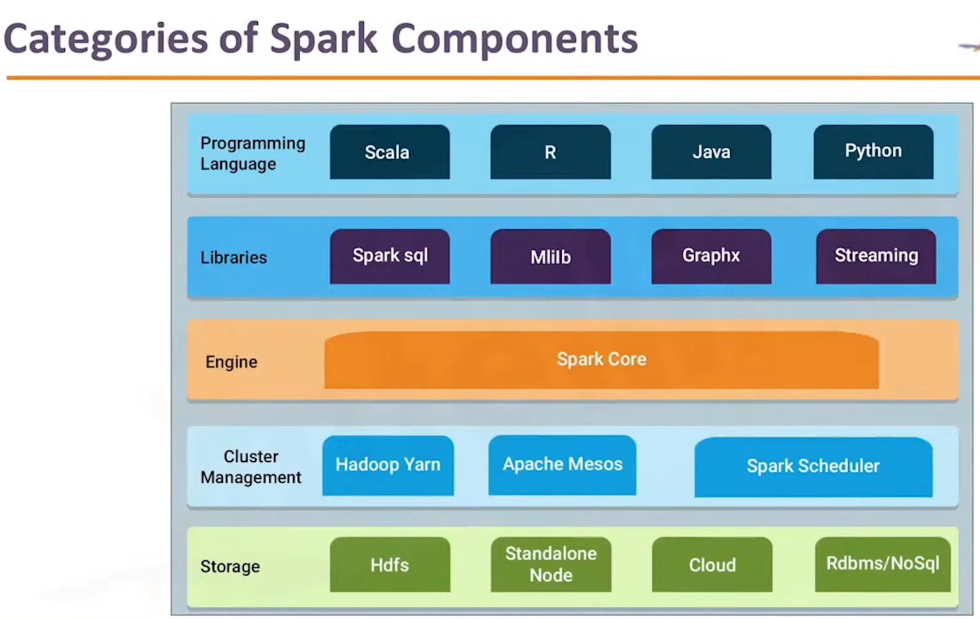 Categories of Spark Components
Programming
Language
Scala
R
Java
Python
Libraries
Spark sql
Mlilb
Graphx
Streaming
Engine
Spark Core
Cluster
Management
Hadoop Yarn
Apache Mesos
Spark Scheduler
Storage
Hdfs
Standalone
Node
Cloud
Rdbms/NoSql